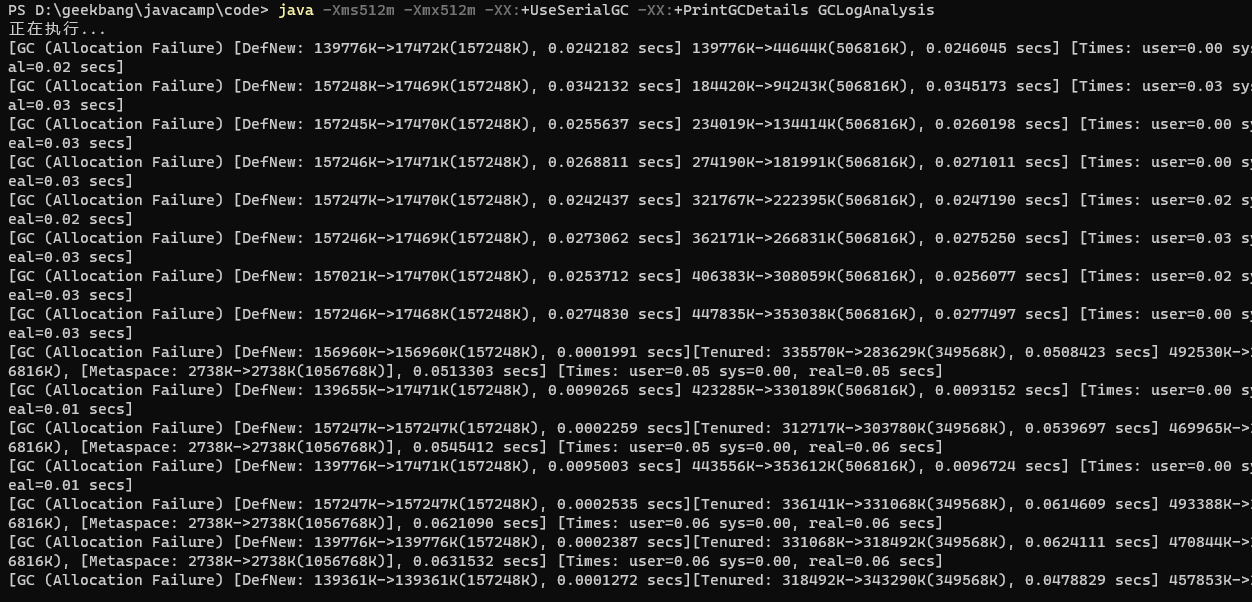 PS D:\geekbang\javacamp\code> java -Xms512m -Xmx512m -XX:+UseSerialGC -XX:+PrintGCDetails GCLogAnalysis
正在执行...
[GC (Allocation Failure) [DefNew: 139776K->17472K(157248K), 0.0242182 secs] 139776K->44644K(506816K), 0.0246045 secs] [Times: user=0.00
al=0.02 secs]
[GC (Allocation Failure) [DefNew: 157248K->17469K(157248K), 0.0342132 secs] 184420K->94243K(506816K), 0.0345173 secs] [Times: user=0.03
al=0.03 secs]
[GC (Allocation Failure) [DefNew: 157245K->17470K(157248K), 0.0255637 secs] 234019K->134414K(506816K), 0.0260198 secs] [Times: user=0.00
eal=0.03 secs]
[GC (Allocation Failure) [DefNew: 157246K->17471K(157248K), 0.0268811 secs] 274190K->181991K(506816K), 0.0271011 secs] [Times: user=0.00
eal=0.03 secs]
[GC (Allocation Failure) [DefNew: 157247K->17470K(157248K), 0.0242437 secs] 321767K->222395K(506816K), 0.0247190 secs] [Times: user=0.02
eal=0.02 secs]
[GC (Allocation Failure) [DefNew: 157246K->17469K(157248K), 0.0273062 secs] 362171K->266831K(506816K), 0.0275250 secs] [Times: user=0.03
eal=0.03 secs]
[GC (Allocation Failure) [DefNew: 157021K->17470K(157248K), 0.0253712 secs] 406383K->308059K(506816K), 0.0256077 secs] [Times: user=0.02
eal=0.03 secs]
[GC (Allocation Failure) [DefNew: 157246K->17468K(157248K), 0.0274830 secs] 447835K->353038K(506816K), 0.0277497 secs] [Times: user=0.00
eal=0.03 secs]
[GC (Allocation Failure) [DefNew: 156960K->156960K(157248K), 0.0001991 secs][Tenured: 335570K->283629K(349568K), 0.0508423 secs] 492530K->
6816K), [Metaspace: 2738K->2738K(1056768K)], 0.0513303 secs] [Times: user=0.05 sys=0.00, real=0.05 secs]
[GC (Allocation Failure) [DefNew: 139655K->17471K(157248K), 0.0090265 secs] 423285K->330189K(506816K), 0.0093152 secs] [Times: user=0.00
eal=0.01 secs]
[GC (Allocation Failure) [DefNew: 157247K->157247K(157248K), 0.0002259 secs][Tenured: 312717K->303780K(349568K), 0.0539697 secs] 469965K->
6816K), [Metaspace: 2738K->2738K(1056768K)], 0.0545412 secs] [Times: user=0.05 sys=0.00, real=0.06 secs]
[GC (Allocation Failure) [DefNew: 139776K->17471K(157248K), 0.0095003 secs] 443556K->353612K(506816K), 0.0096724 secs] [Times: user=0.00
eal=0.01 secs]
[GC (Allocation Failure) [DefNew: 157247K->157247K(157248K), 0.0002535 secs][Tenured: 336141K->331068K(349568K), 0.0614609 secs] 493388K->
6816K), [Metaspace: 2738K->2738K(1056768K)], 0.0621090 secs] [Times: user=0.06 sys=0.00, real=0.06 secs]
[GC (Allocation Failure) [DefNew: 139776K->139776K(157248K), 0.0002387 secs][Tenured: 331068K->318492K(349568K), 0.0624111 secs] 470844K->
6816K), [Metaspace: 2738K->2738K(1056768K)], 0.0631532 secs] [Times: user=0.06 sys=0.00, real=0.06 secs]
[GC (Allocation Failure) [DefNew: 139361K->139361K(157248K), 0.0001272 secs][Tenured: 318492K->343290K(349568K), 0.0478829 secs] 457853K->